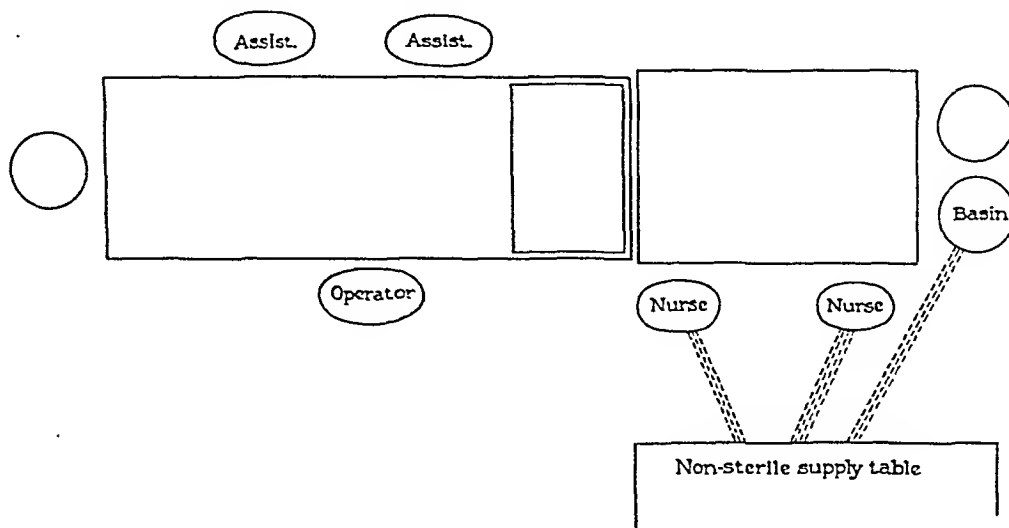 Assist.
Assist.
Basin
Operator
Nurse
Nurse
Non-sterile supply table